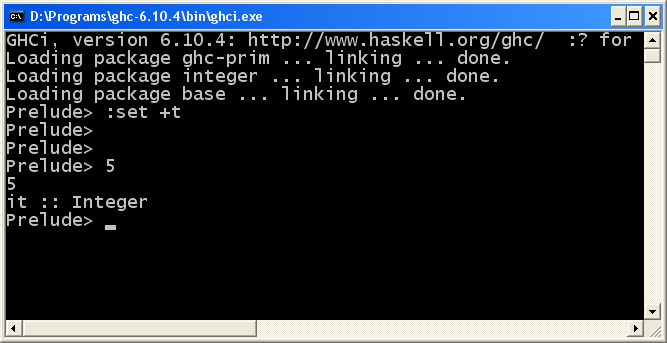 D:\Programs\ghc-6.10.4\bin\ghci.exe
GHCi, version 6.10.4: http://www.haskell.org/ghc/  :? for
Loading package ghc-prim ... linking ... done.
Loading package integer ... linking ... done.
Loading package base ... linking ... done.
Prelude> :set +t
Prelude>
Prelude>
Prelude> 5
5
it :: Integer
Prelude> _